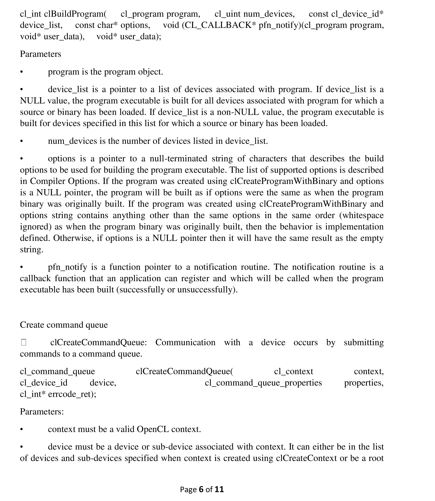 cl_int clBuildProgram( cl_program program, cl_uint num_devices, const cl_device_id*
device_list, const char* options, void (CL_CALLBACK* pfn_notify)(cl_program program,
void* user_data), void* user_data);
Parameters
• program is the program object.
• device_list is a pointer to a list of devices associated with program. If device_list is a
NULL value, the program executable is built for all devices associated with program for which a
source or binary has been loaded. If device_list is a non-NULL value, the program executable is
built for devices specified in this list for which a source or binary has been loaded.
• num_devices is the number of devices listed in device_list.
• options is a pointer to a null-terminated string of characters that describes the build
options to be used for building the program executable. The list of supported options is described
in Compiler Options. If the program was created using clCreateProgramWithBinary and options
is a NULL pointer, the program will be built as if options were the same as when the program
binary was originally built. If the program was created using clCreateProgramWithBinary and
options string contains anything other than the same options in the same order (whitespace
ignored) as when the program binary was originally built, then the behavior is implementation
defined. Otherwise, if options is a NULL pointer then it will have the same result as the empty
string.
• pfn_notify is a function pointer to a notification routine. The notification routine is a
callback function that an application can register and which will be called when the program
executable has been built (successfully or unsuccessfully).
Create command queue
□ clCreateCommandQueue: Communication with a device occurs by submitting
commands to a command queue.
cl_command_queue clCreateCommandQueue( cl_context context,
cl_device_id device, cl_command_queue_properties properties,
cl_int* errcode_ret);
Parameters:
• context must be a valid OpenCL context.
• device must be a device or sub-device associated with context. It can either be in the list
of devices and sub-devices specified when context is created using clCreateContext or be a root
Page 6 of 11